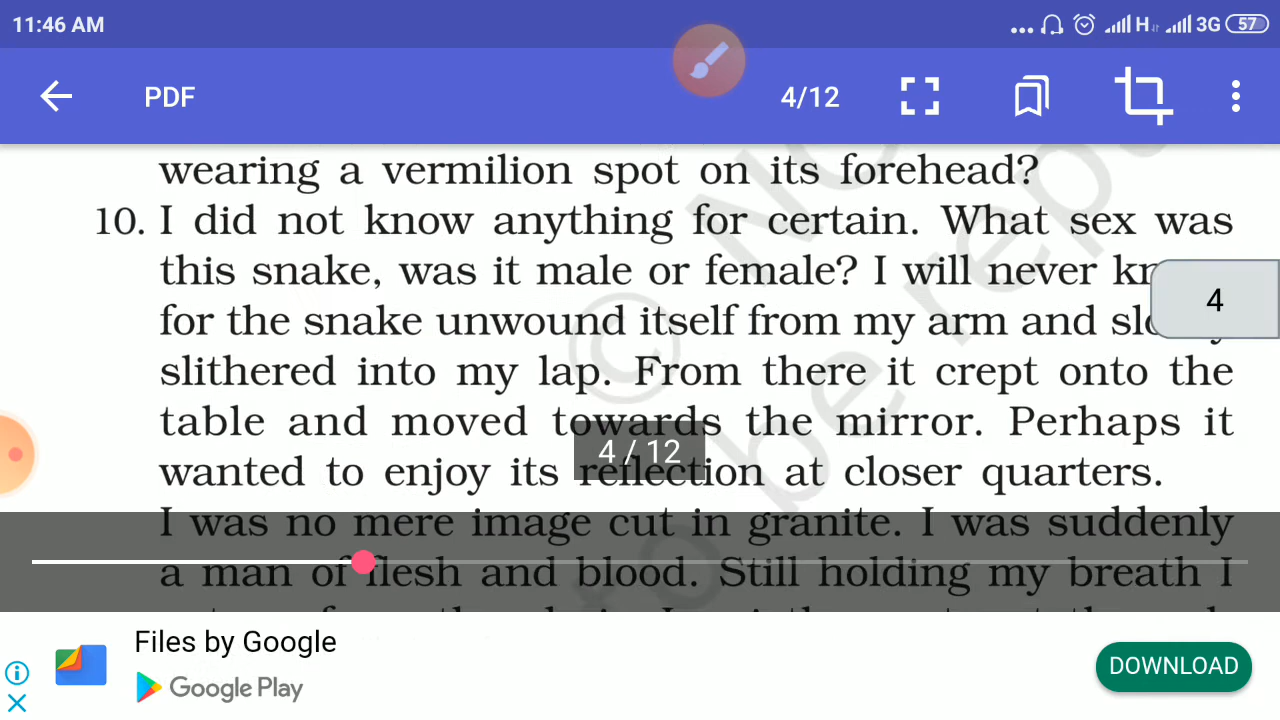 11:46 AM
... H 3G 57
PDF
4/12
wearing a vermilion spot on its forehead?
10. I did not know anything for certain. What sex was
this snake, was it male or female? I will never
for the snake unwound itself from my arm and
4
slithered into my lap. From there it crept onto the
table and moved towards the mirror. Perhaps it
4 / 12
wanted to enjoy its reflection at closer quarters.
I was no mere image cut in granite. I was suddenly
a man of flesh and blood. Still holding my breath I
Files by Google
Google Play
DOWNLOAD